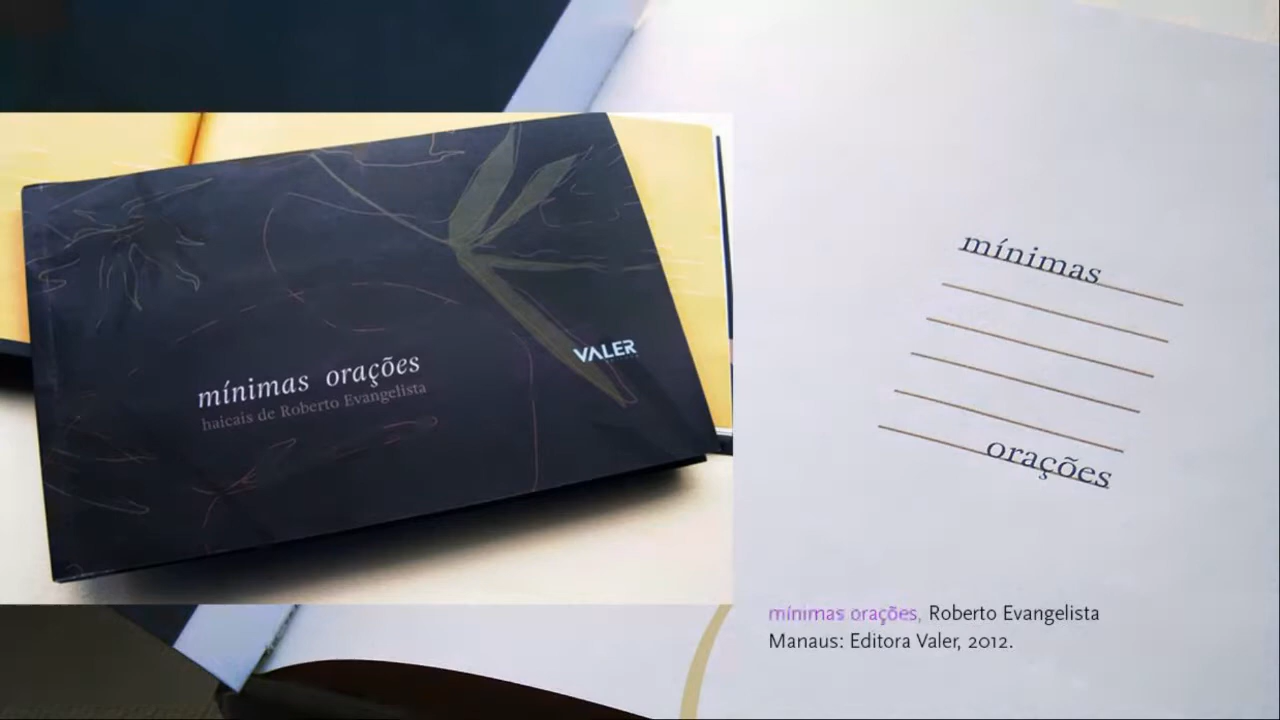 mínimas orações
haicais de Roberto Evangelista
VALER
mínimas
orações
mínimas orações, Roberto Evangelista
Manaus: Editora Valer, 2012.